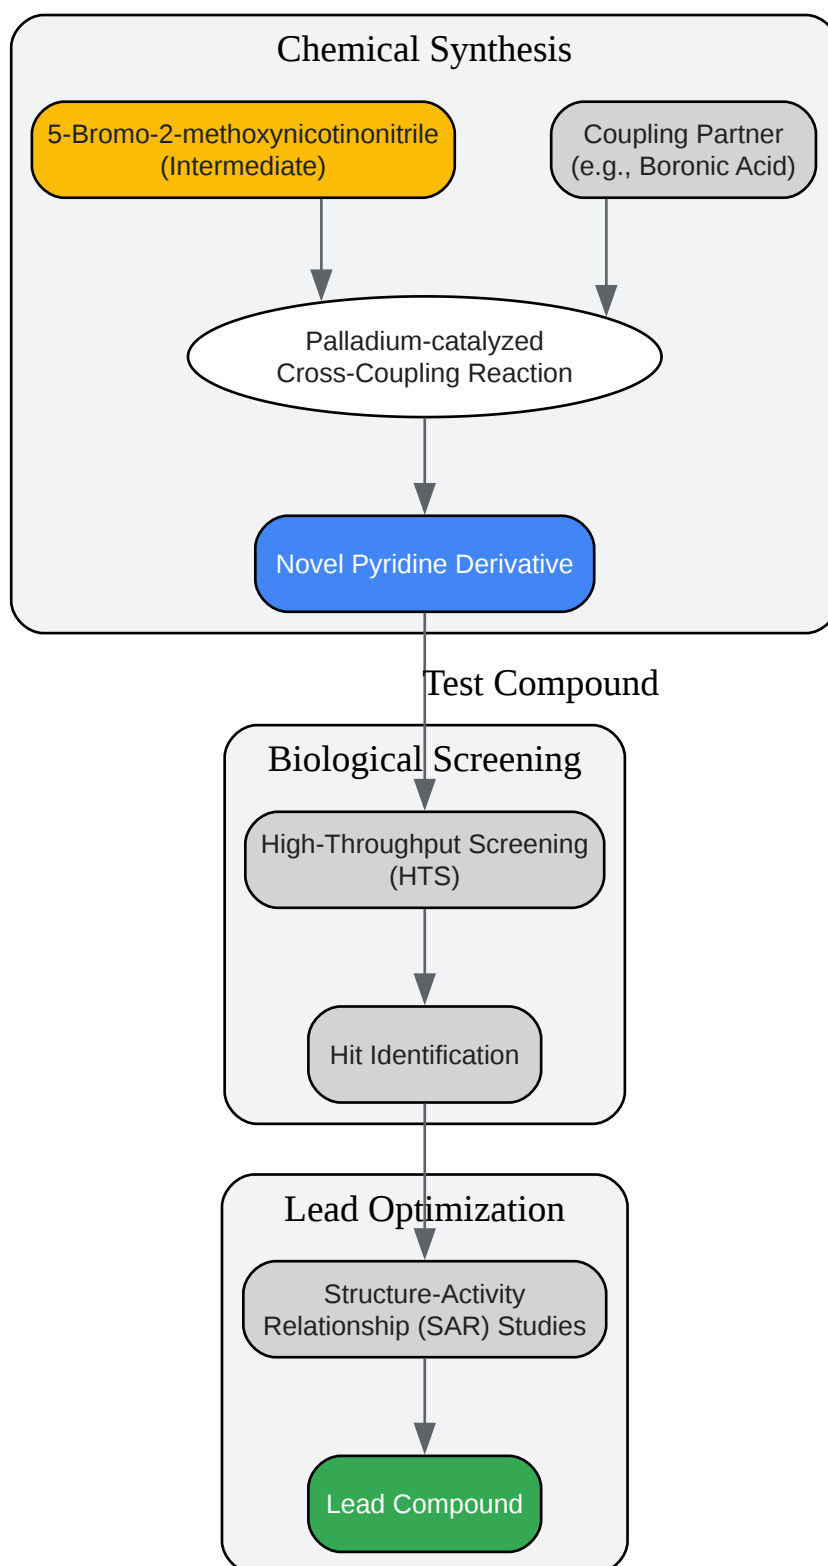 Chemical Synthesis
5-Bromo-2-methoxynicotinonitrile
(Intermediate)
Coupling Partner
(e.g., Boronic Acid)
Palladium-catalyzed
Cross-Coupling Reaction
Novel Pyridine Derivative
Test Compound
Biological Screening
High-Throughput Screening
(HTS)
Hit Identification
Lead Optimization
Structure-Activity
Relationship (SAR) Studies
Lead Compound